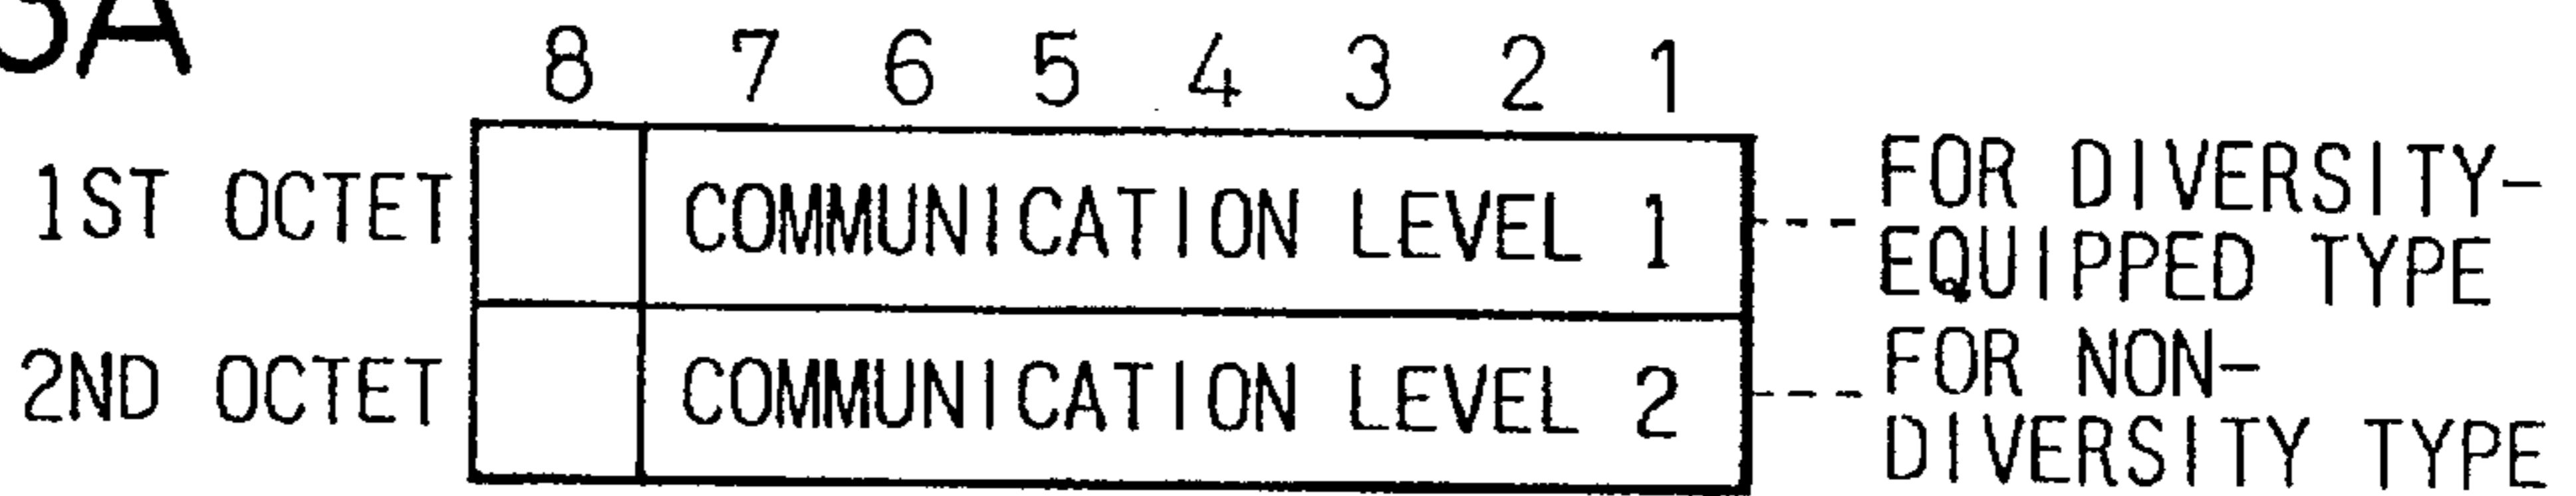 3A
8 7 6 5 4 3 2 1
1ST OCTET COMMUNICATION LEVEL 1 --- FOR DIVERSITY-
EQUIPPED TYPE
2ND OCTET COMMUNICATION LEVEL 2 --- FOR NON-
DIVERSITY TYPE